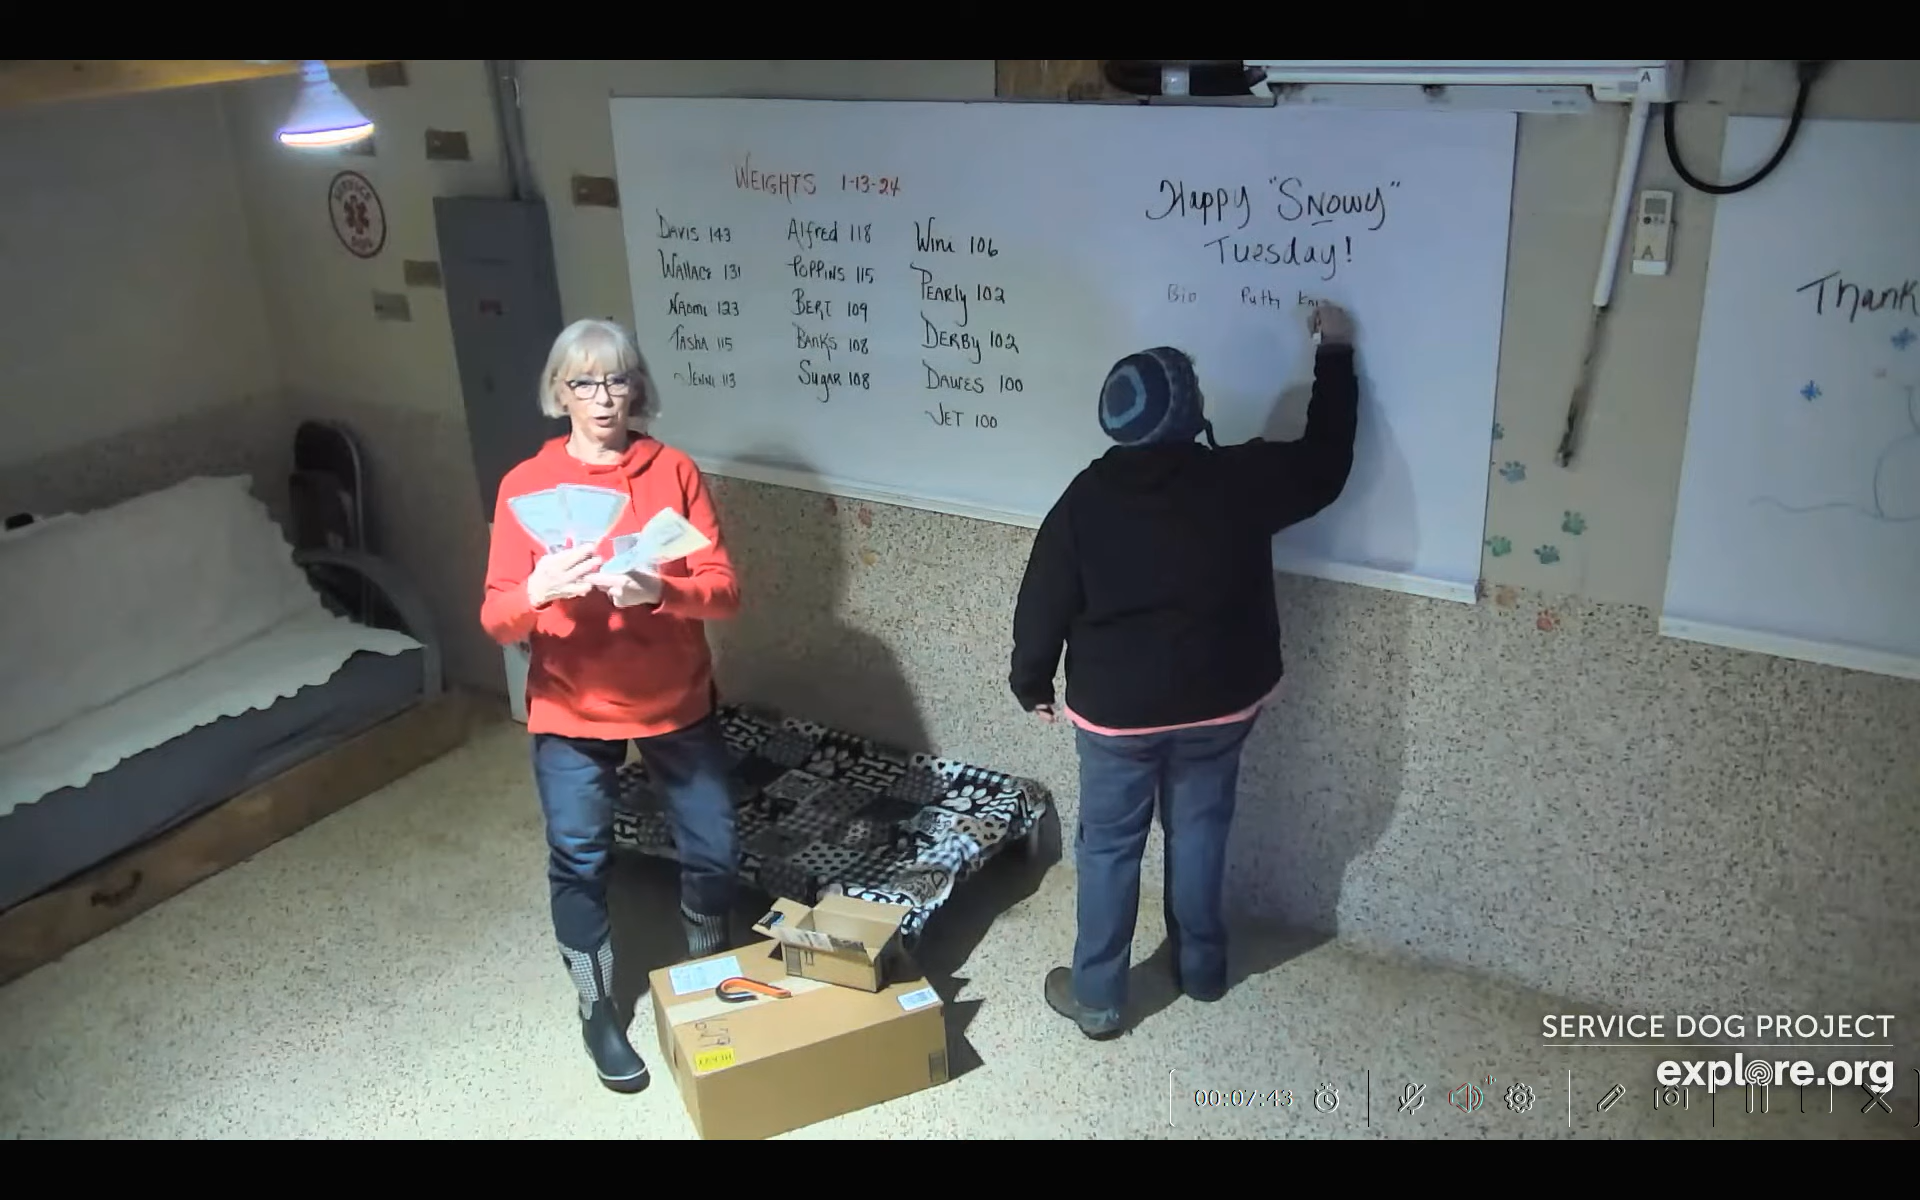 WEIGHTS 1-13-24
DAVIS 143
WALLACE 131
NAOMI 123
TASHA 115
JENNI 113
Alfred 118
POPPINS 115
BERT 109
BANKS 108
Sugar 108
Wini 106
PEARLY 102
DERBY 102
DAWES 100
JET 100
Happy "SNOWY"
Tuesday!
Thank
SERVICE
A
A
HEAVY
SERVICE DOG PROJECT
explore.org
00:07:43